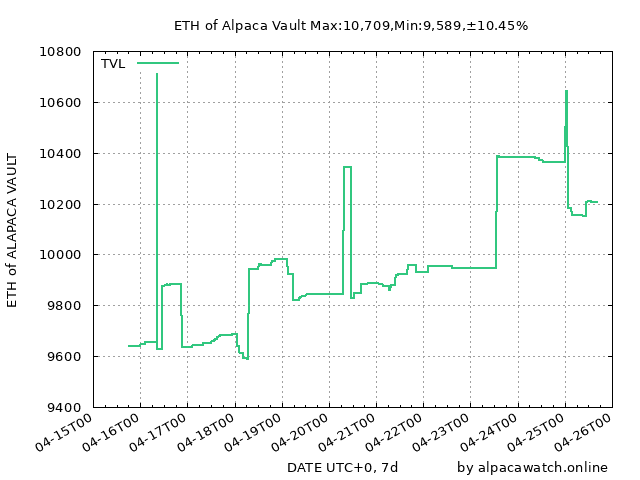 ETH of Alpaca Vault Max:10,709,Min:9,589,±10.45%
TVL
10800
10600
10400
10200
10000
9800
9600
9400
ETH of ALAPACA VAULT
04-15T00
04-16T00
04-17T00
04-18T00
04-19T00
04-20T00
04-21T00
04-22T00
04-23T00
04-24T00
04-25T00
04-26T00
DATE UTC+0, 7d
by alpacawatch.online